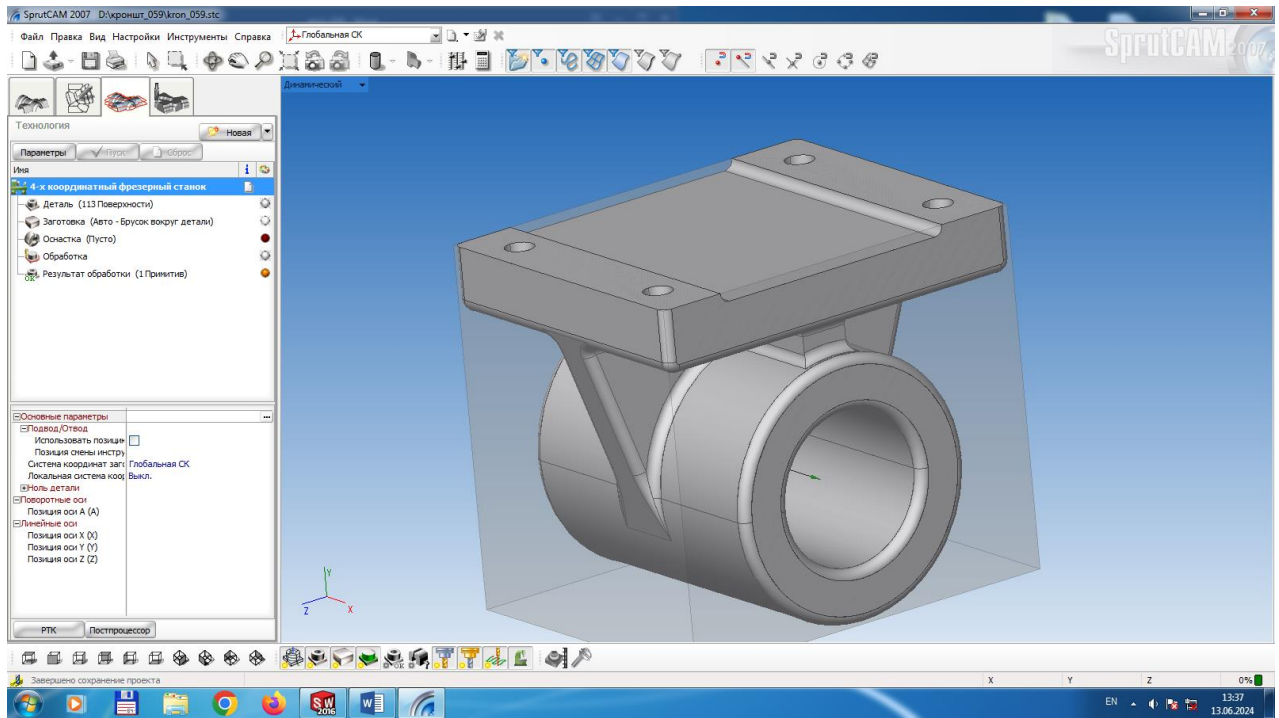 SprutCAM 2007 D:\кроншт_059\kron_059.stc
Файл Правка Вид Настройки Инструменты Справка
Глобальная СК
SprutCAM 2007
Динамический
Технология
Новая
Параметры Пуск Сброс
Имя
4-х координатный фрезерный станок
Деталь (113 Поверхности)
Заготовка (Авто - Брусок вокруг детали)
Оснастка (Пусто)
Обработка
Результат обработки (1 Примитив)
Основные параметры
Подвод/Отвод
Использовать позицию
Позиция смены инстру
Система координат заго Глобальная СК
Локальная система коор Выкл.
Ноль детали
Поворотные оси
Позиция оси A (A)
Линейные оси
Позиция оси X (X)
Позиция оси Y (Y)
Позиция оси Z (Z)
Y
Z X
РТК Постпроцессор
Завершено сохранение проекта X Y Z 0%
SW 2016 W EN 13:37
13.06.2024